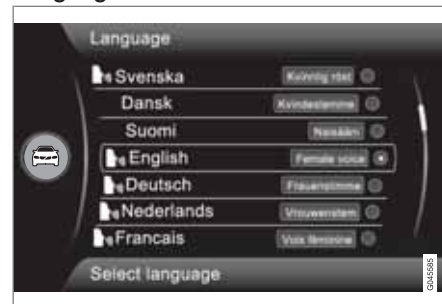 Language
Svenska Kvinnlig röst
Dansk Kvindestemme
Suomi Naisääni
English Female voice
Deutsch Frauenstimme
Nederlands Vrouwenstem
Francais Voix féminine
Select language
G045585